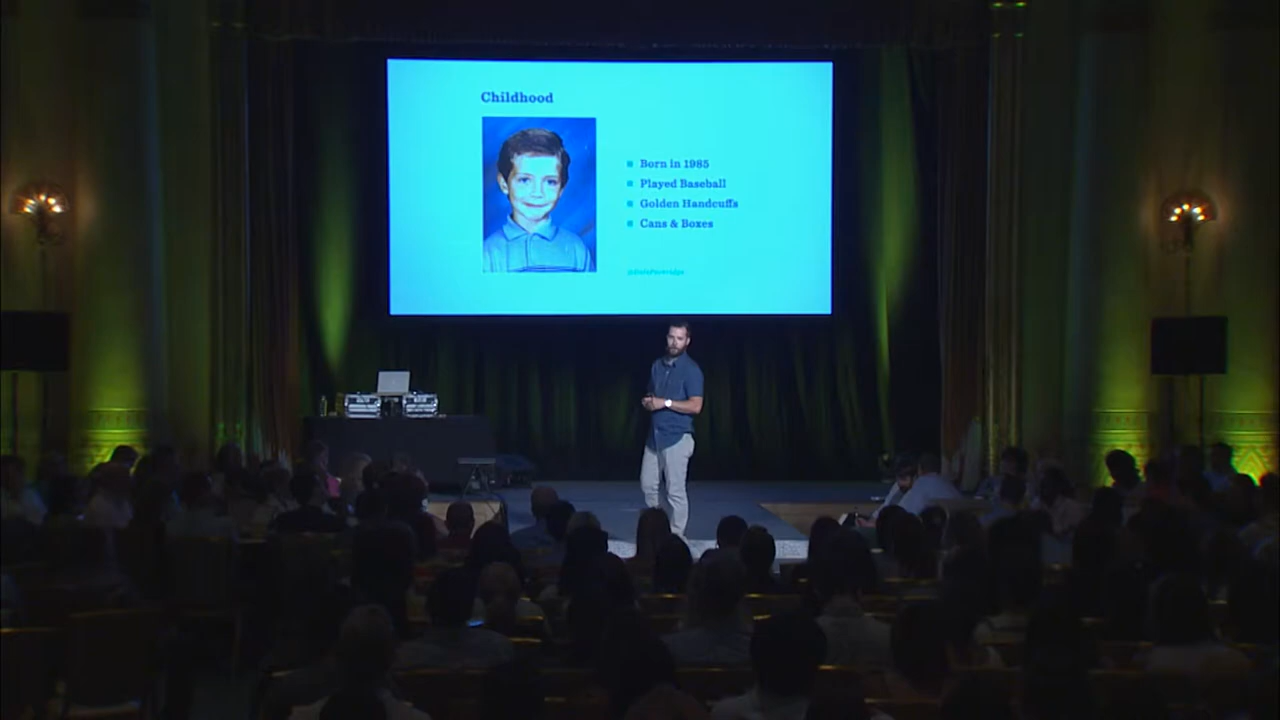 Childhood
Born in 1985
Played Baseball
Golden Handcuffs
Cans & Boxes